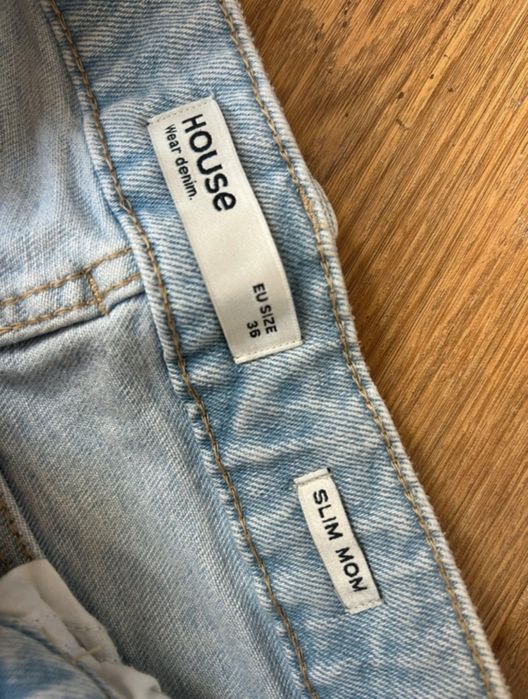 HOUSe
Wear denim.
EU SIZE
36
SLIM MOM